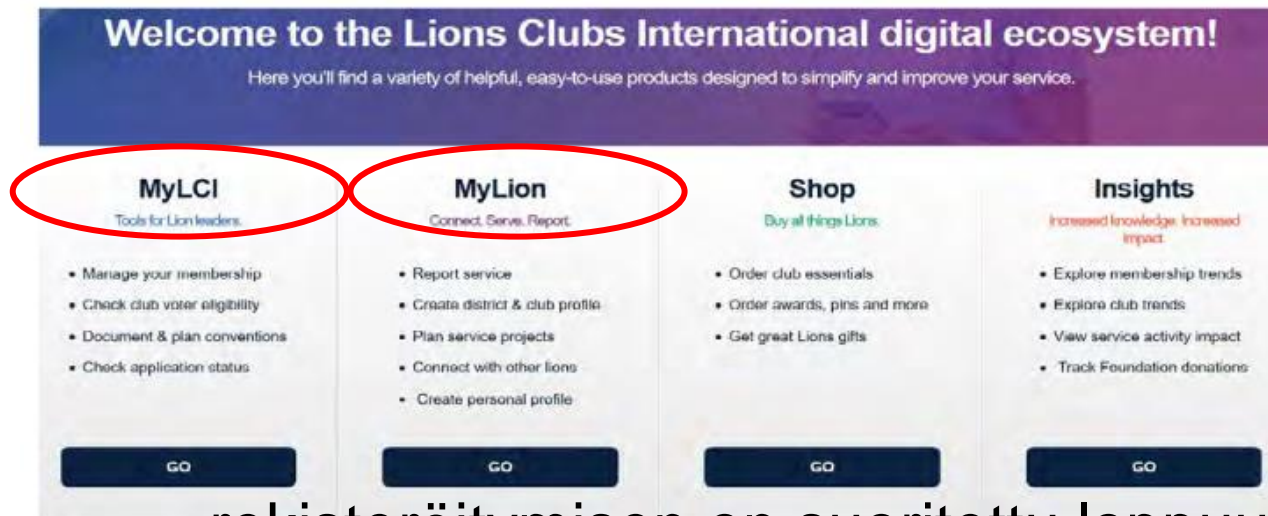 Welcome to the Lions Clubs International digital ecosystem!
Here you'll find a variety of helpful, easy-to-use products designed to simplify and improve your service.
MyLCI
Tools for Lion leaders.
• Manage your membership
• Check club voter eligibility
• Document & plan conventions
• Check application status
GO
MyLion
Connect. Serve. Report.
• Report service
• Create district & club profile
• Plan service projects
• Connect with other lions
• Create personal profile
GO
Shop
Buy all things Lions.
• Order club essentials
• Order awards, pins and more
• Get great Lions gifts
GO
Insights
Increased knowledge. Increased
impact.
• Explore membership trends
• Explore club trends
• View service activity impact
• Track Foundation donations
GO
rekisteröitymisen on suoritettu